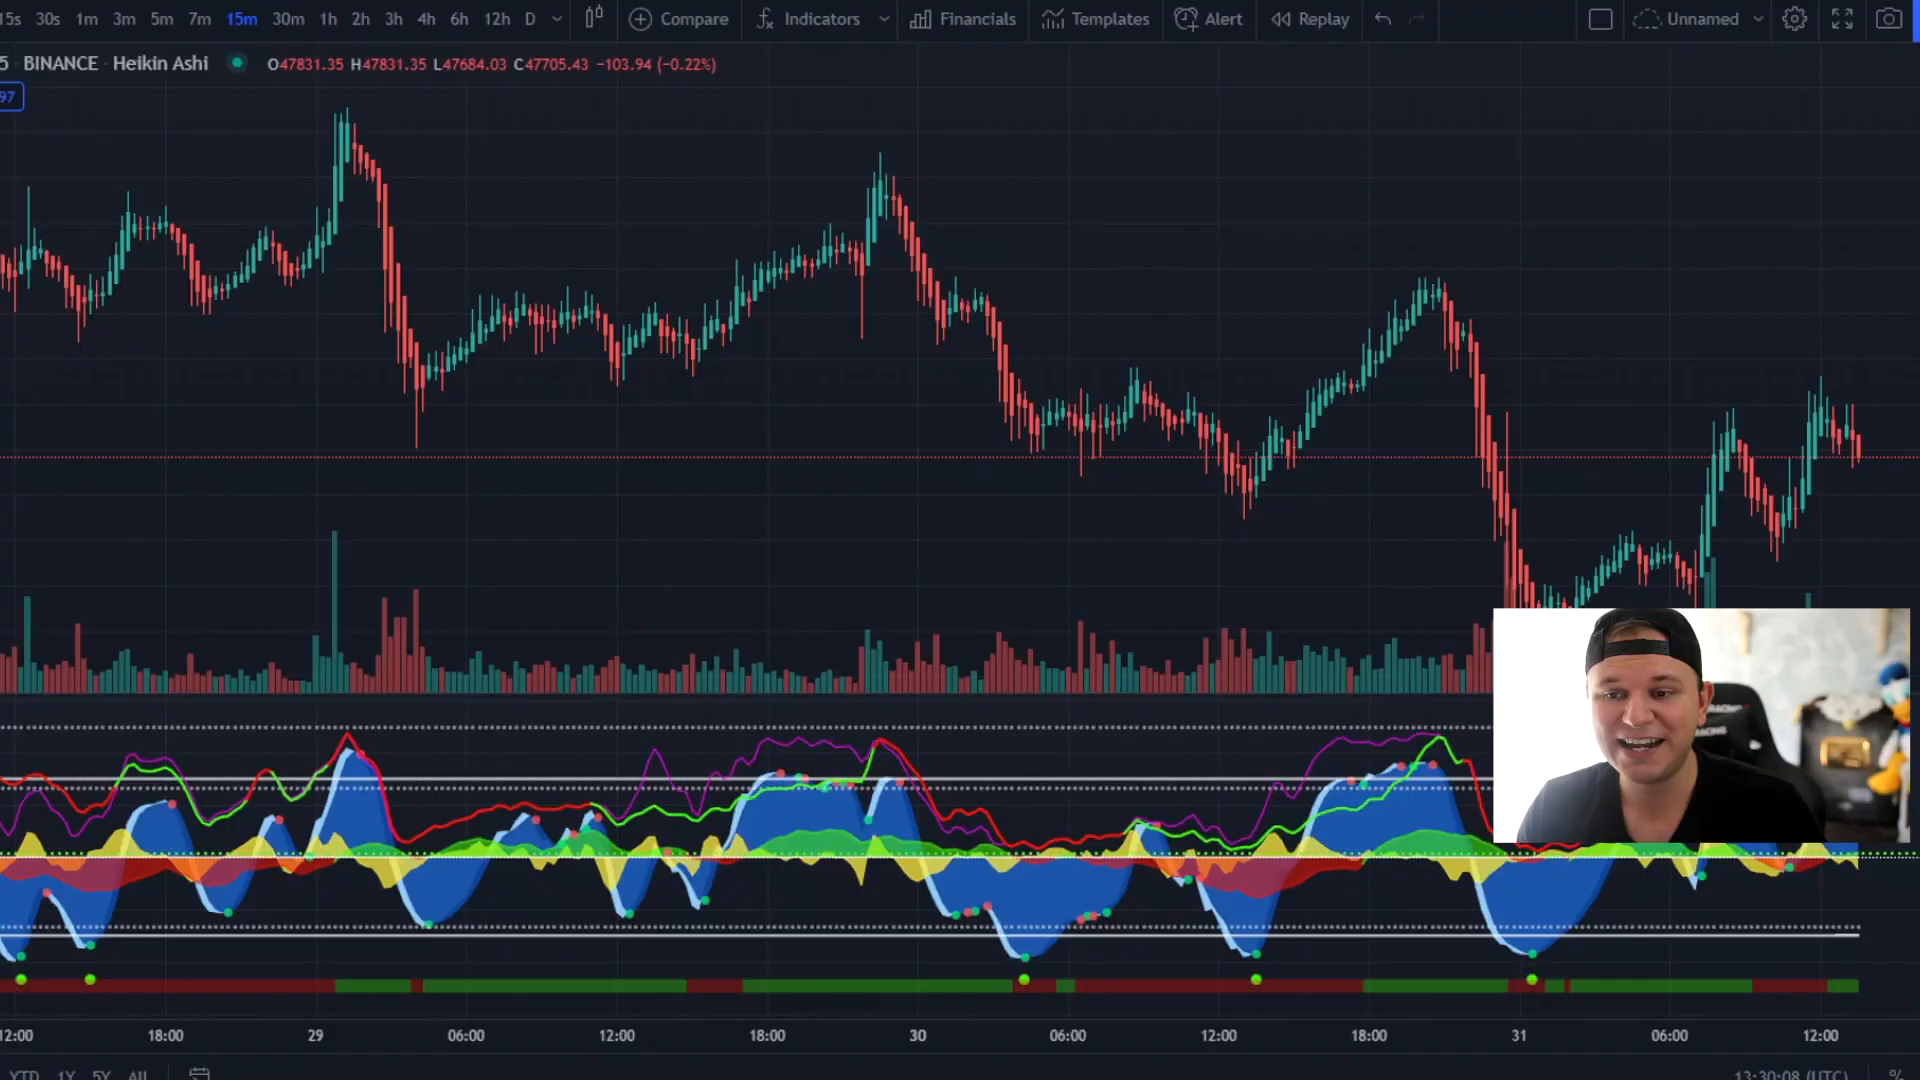 15s 30s 1m 3m 5m 7m 15m 30m 1h 2h 3h 4h 6h 12h D Compare Indicators Financials Templates Alert Replay Unnamed
5 BINANCE Heikin Ashi O47831.35 H47831.35 L47684.03 C47705.43 −103.94 (−0.22%)
97
12:00 18:00 29 06:00 12:00 18:00 30 06:00 12:00 18:00 31 06:00 12:00
YTD 1Y 5Y All 13:30:08 (UTC) %